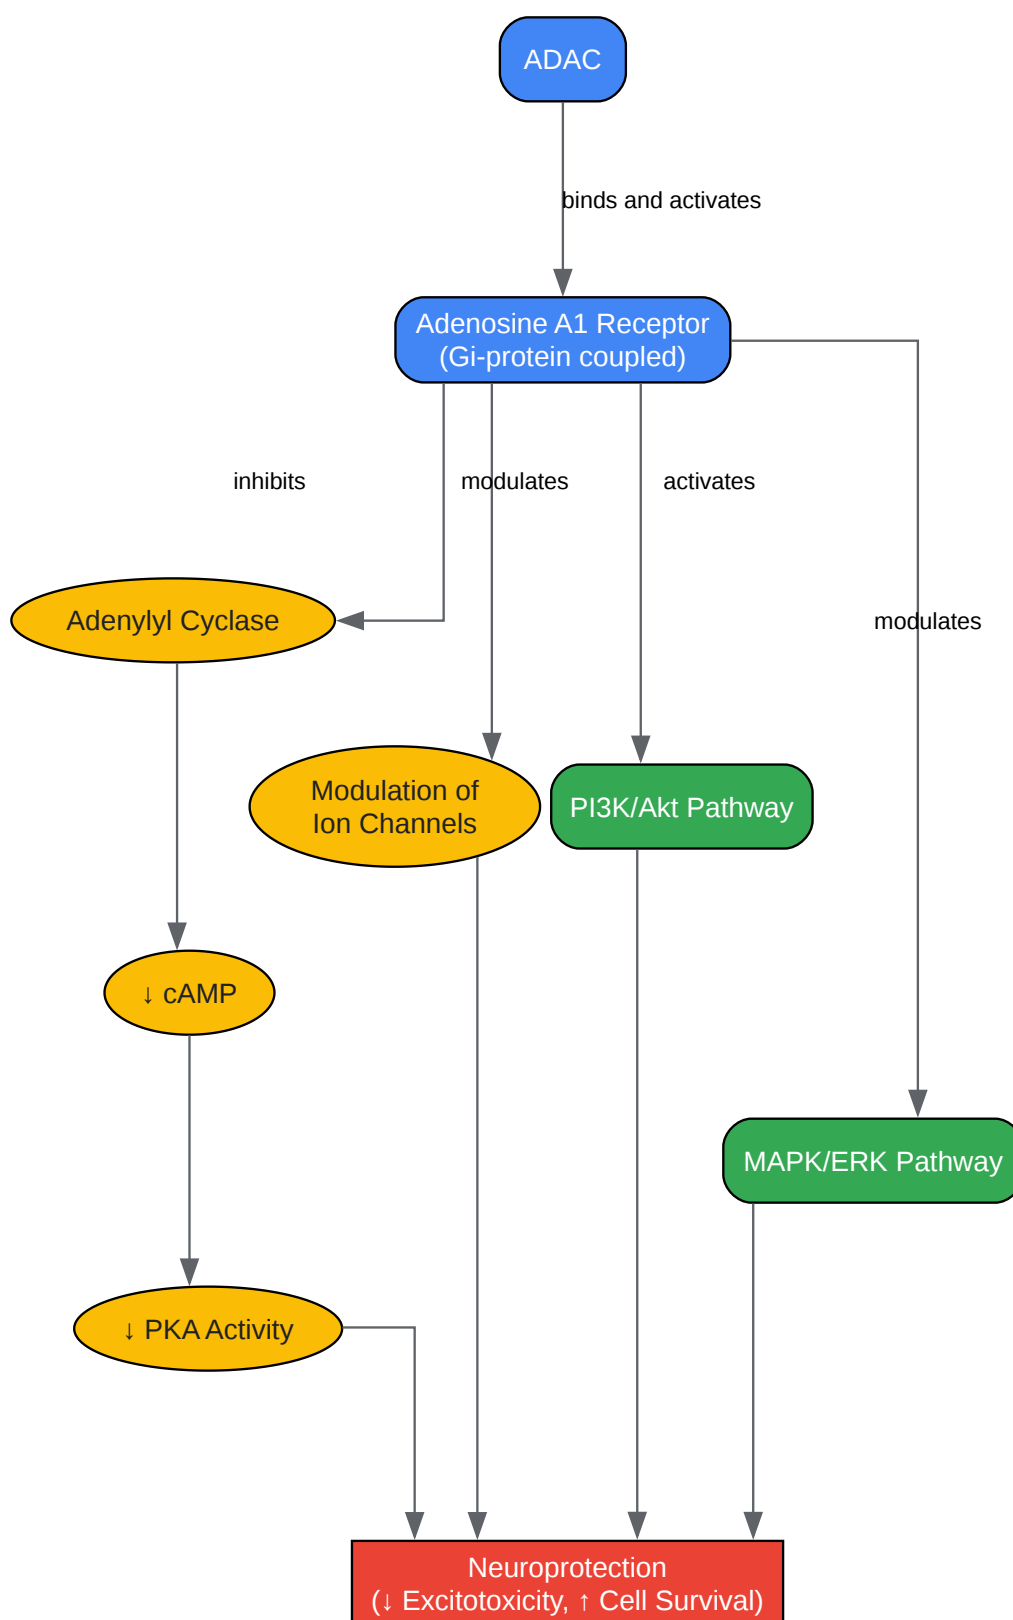 ADAC
binds and activates
Adenosine A1 Receptor
(Gi-protein coupled)
inhibits
modulates
activates
Adenylyl Cyclase
modulates
Modulation of
Ion Channels
PI3K/Akt Pathway
↓ cAMP
MAPK/ERK Pathway
↓ PKA Activity
Neuroprotection
(↓ Excitotoxicity, ↑ Cell Survival)